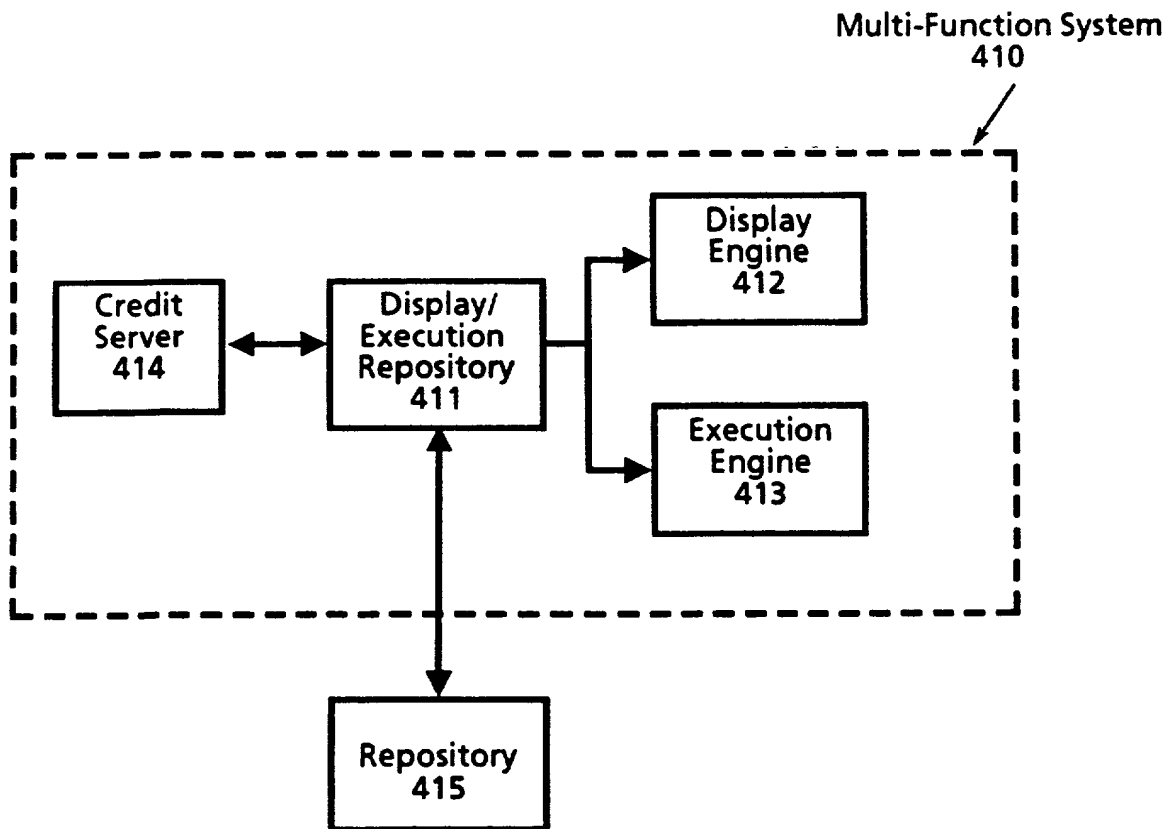 Multi-Function System
410
Display
Engine
412
Credit
Server
414
Display/
Execution
Repository
411
Execution
Engine
413
Repository
415